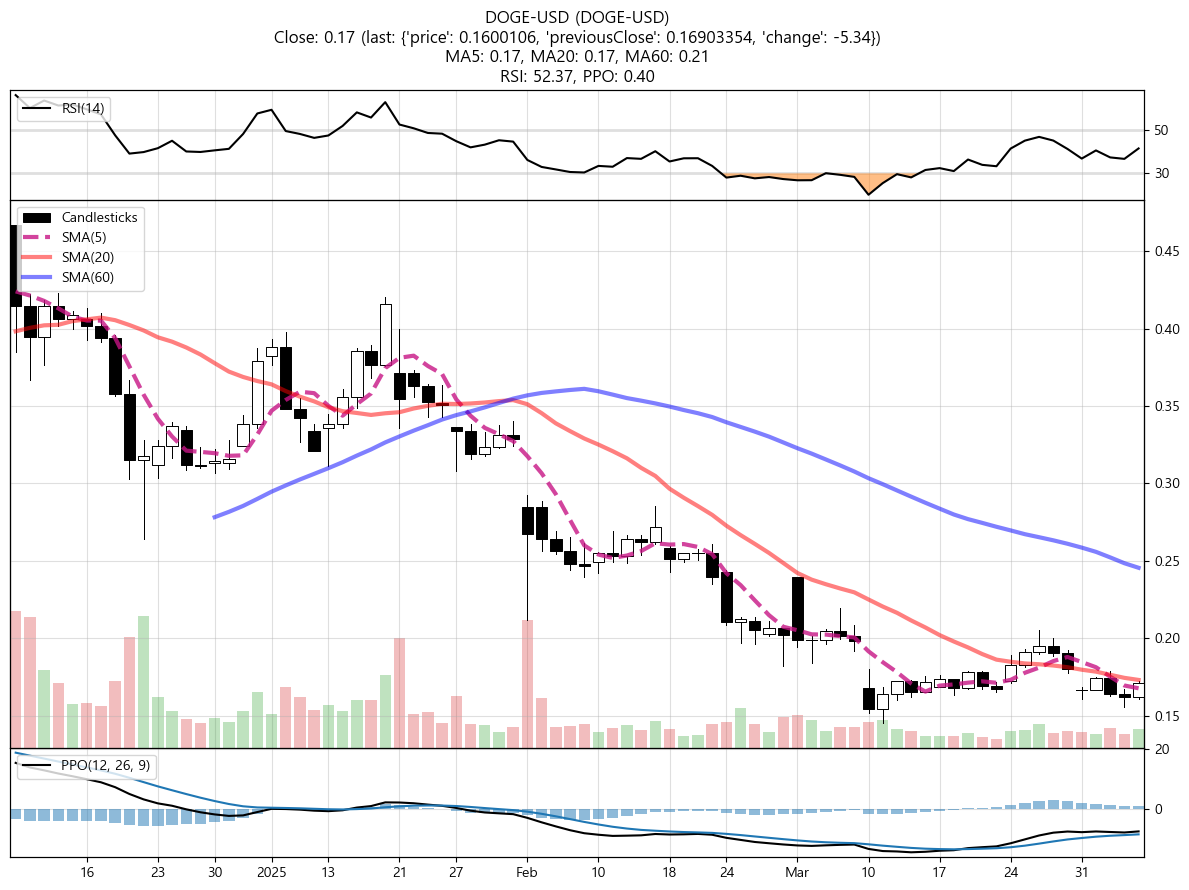 DOGE-USD (DOGE-USD)
Close: 0.17 (last: {'price': 0.1600106, 'previousClose': 0.16903354, 'change': -5.34})
MA5: 0.17, MA20: 0.17, MA60: 0.21
RSI: 52.37, PPO: 0.40
RSI(14)
50
30
Candlesticks
SMA(5)
SMA(20)
SMA(60)
0.45
0.40
0.35
0.30
0.25
0.20
0.15
PPO(12, 26, 9)
20
0
16 23 30 2025 13 21 27 Feb 10 18 24 Mar 10 17 24 31